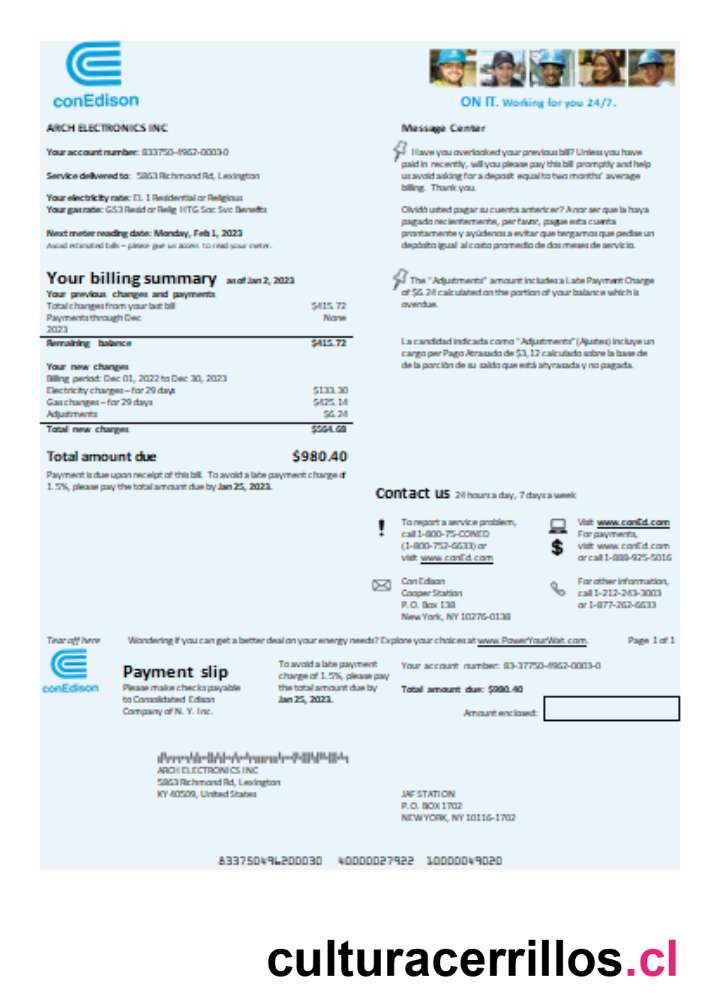 conEdison
ON IT. Working for you 24/7.
ARCH ELECTRONICS INC
Your account number: 833750-4962-0003-0
Service delivered to: 5863 Richmond Rd, Lexington
Your electricity rate: EL 1 Residential or Religious
Your gas rate: GS3 Resid or Relig HTG Soc Svc Benefits
Next meter reading date: Monday, Feb 1, 2023
Avoid estimated bills – please give us access to read your meter.
Your billing summary as of Jan 2, 2023
Your previous changes and payments
Total changes from your last bill $415.72
Payments through Dec None
2023
Remaining balance $415.72
Your new changes
Billing period: Dec 01, 2022 to Dec 30, 2023
Electricity charges – for 29 days $133.30
Gas changes – for 29 days $425.14
Adjustments $6.24
Total new charges $564.68
Total amount due $980.40
Payment is due upon receipt of this bill. To avoid a late payment charge of
1.5%, please pay the total amount due by Jan 25, 2023.
Message Center
Have you overlooked your previous bill? Unless you have
paid in recently, will you please pay this bill promptly and help
us avoid asking for a deposit equal to two months' average
billing. Thank you.
Olvidó usted pagar su cuenta antericer? A nor ser que la haya
pagado recientemente, per favor, pague esta cuenta
prontamente y ayúdenos a evitar que tergamos que pedise un
depósito igual al costo promedio de dos meses de servicio.
The "Adjustments" amount includes a Late Payment Charge
of $6.24 calculated on the portion of your balance which is
overdue.
La candidad indicada como "Adjustments" (Ajustes) incluye un
cargo per Pago Atrasado de $3,12 calculado sobre la base de
de la porción de su saldo que está atyrasada y no pagada.
Contact us 24 hours a day, 7 days a week
To report a service problem,
call 1-800-75-CONED
(1-800-752-6633) or
visit www.conEd.com
Visit www.conEd.com
For payments,
visit www.conEd.com
or call 1-888-925-5016
Con Edison
Cooper Station
P.O. Box 138
New York, NY 10276-0138
For other information,
call 1-212-243-3003
or 1-877-262-6633
Tear off here Wondering if you can get a better deal on your energy needs? Explore your choices at www.PowerYourWat.com. Page 1 of 1
conEdison
Payment slip
Please make checks payable
to Consolidated Edison
Company of N. Y. Inc.
To avoid a late payment
charge of 1.5%, please pay
the total amount due by
Jan 25, 2023.
Your account number: 83-37750-4962-0003-0
Total amount due: $980.40
Amount enclosed:
ARCH ELECTRONICS INC
5863 Richmond Rd, Lexington
KY 40509, United States
JAF STATION
P.O. BOX 1702
NEW YORK, NY 10116-1702
833750496200030 40000027922 10000049020
culturacerrillos.cl